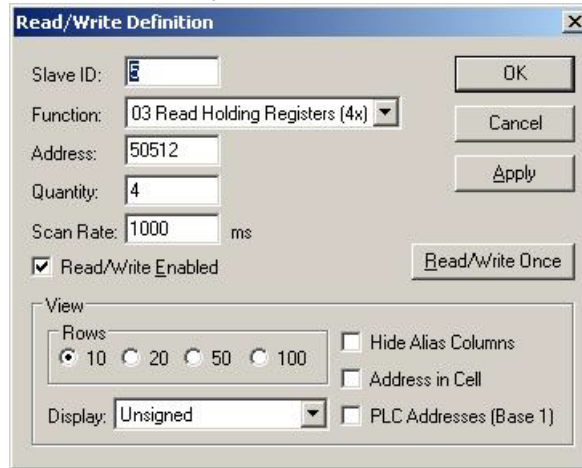 Read/Write Definition
Slave ID: 5
OK
Function: 03 Read Holding Registers (4x)
Cancel
Address: 50512
Apply
Quantity: 4
Scan Rate: 1000 ms
Read/Write Enabled
Read/Write Once
View
Rows
10 20 50 100
Hide Alias Columns
Address in Cell
Display: Unsigned
PLC Addresses (Base 1)